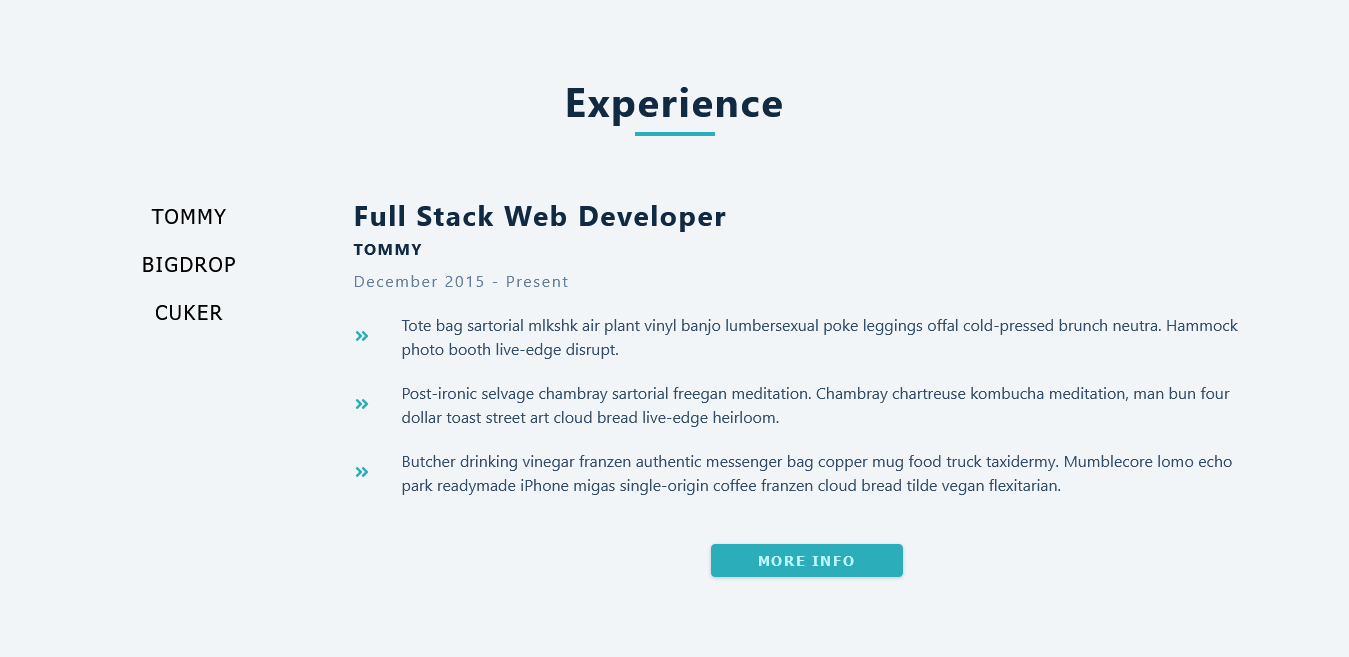 Experience
TOMMY
BIGDROP
CUKER
Full Stack Web Developer
TOMMY
December 2015 - Present
Tote bag sartorial mlkshk air plant vinyl banjo lumbersexual poke leggings offal cold-pressed brunch neutra. Hammock
photo booth live-edge disrupt.
Post-ironic selvage chambray sartorial freegan meditation. Chambray chartreuse kombucha meditation, man bun four
dollar toast street art cloud bread live-edge heirloom.
Butcher drinking vinegar franzen authentic messenger bag copper mug food truck taxidermy. Mumblecore lomo echo
park readymade iPhone migas single-origin coffee franzen cloud bread tilde vegan flexitarian.
MORE INFO